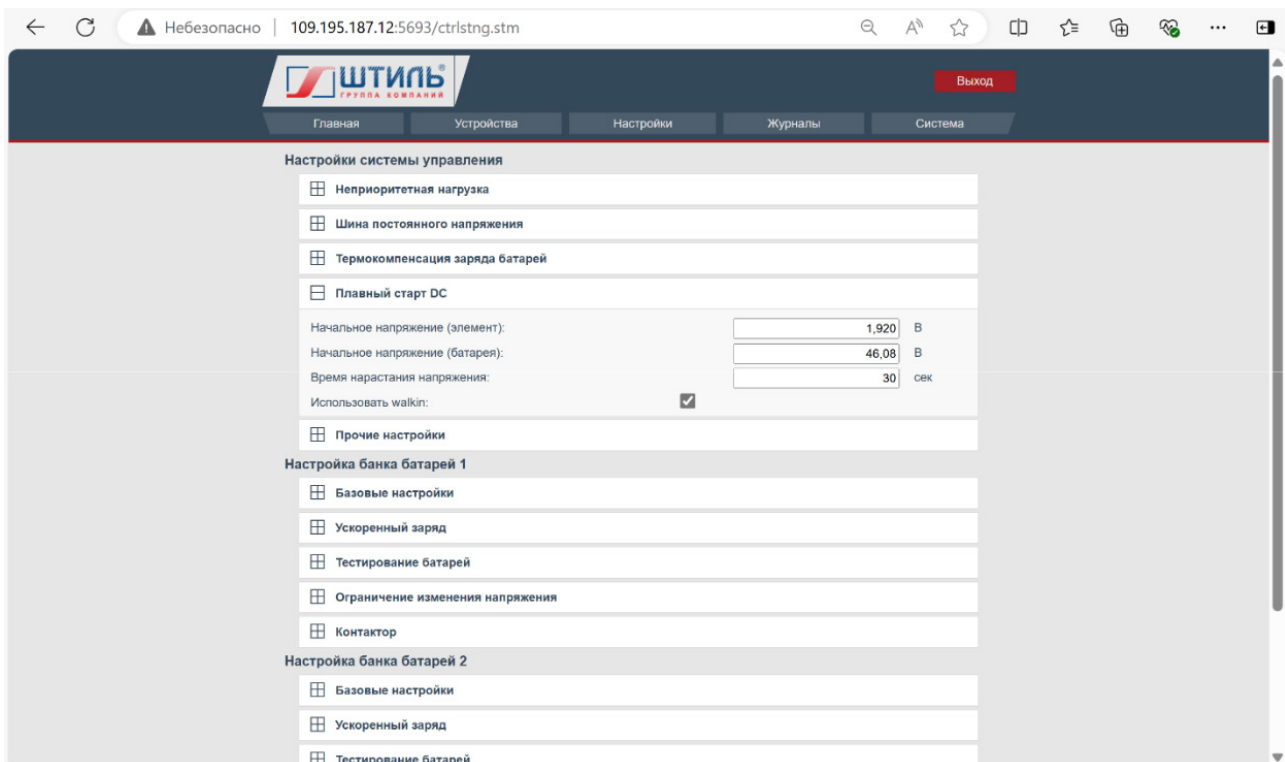 Небезопасно | 109.195.187.12:5693/ctrlstng.stm
ШТИЛЬ®
ГРУППА КОМПАНИЙ
Выход
Главная Устройства Настройки Журналы Система
Настройки системы управления
Неприоритетная нагрузка
Шина постоянного напряжения
Термокомпенсация заряда батарей
Плавный старт DC
Начальное напряжение (элемент): 1,920 В
Начальное напряжение (батарея): 46,08 В
Время нарастания напряжения: 30 сек
Использовать walkin:
Прочие настройки
Настройка банка батарей 1
Базовые настройки
Ускоренный заряд
Тестирование батарей
Ограничение изменения напряжения
Контактор
Настройка банка батарей 2
Базовые настройки
Ускоренный заряд
Тестирование батарей